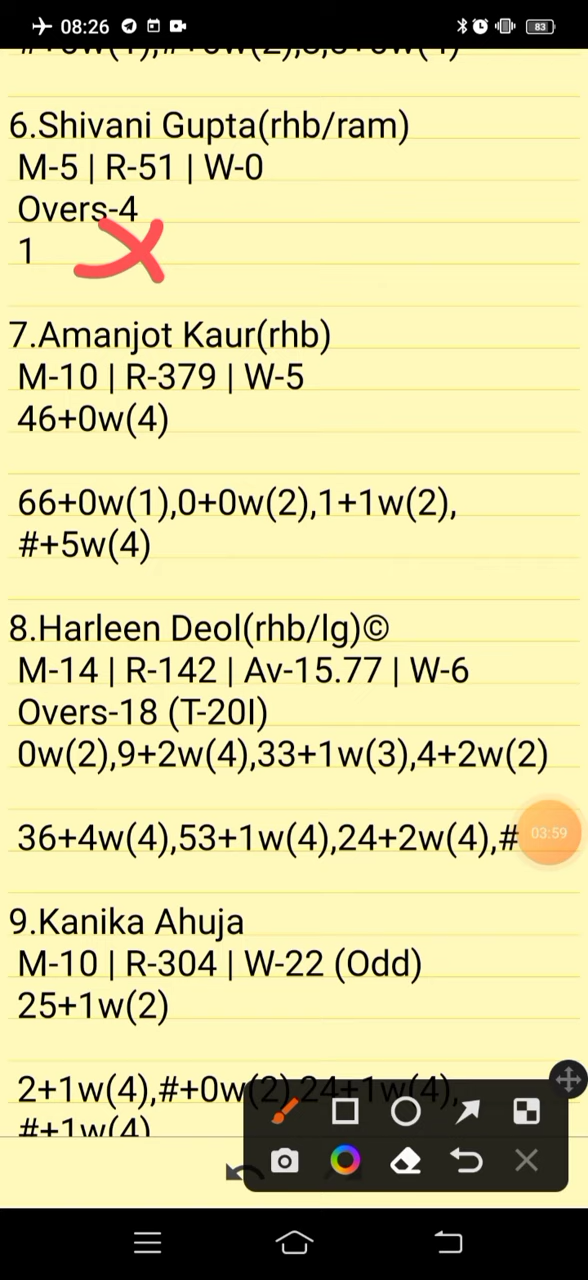 08:26
83
6.Shivani Gupta(rhb/ram)
M-5 | R-51 | W-0
Overs-4
1
7.Amanjot Kaur(rhb)
M-10 | R-379 | W-5
46+0w(4)
66+0w(1),0+0w(2),1+1w(2),
#+5w(4)
8.Harleen Deol(rhb/lg)©
M-14 | R-142 | Av-15.77 | W-6
Overs-18 (T-20I)
0w(2),9+2w(4),33+1w(3),4+2w(2)
36+4w(4),53+1w(4),24+2w(4),#
03:59
9.Kanika Ahuja
M-10 | R-304 | W-22 (Odd)
25+1w(2)
2+1w(4),#+0w(2),24+1w(4),
#+1w(4)